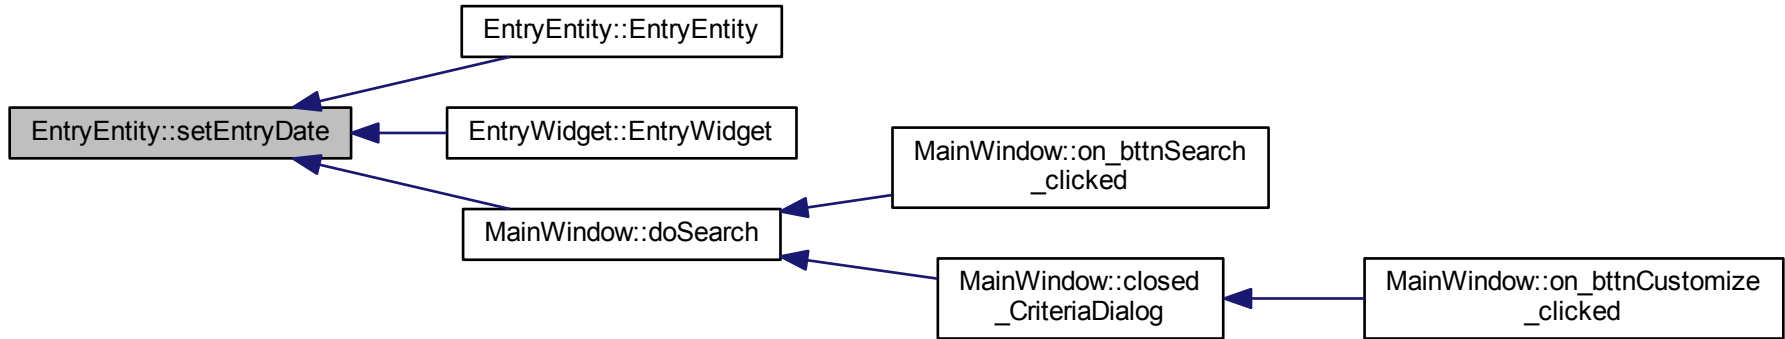 EntryEntity::EntryEntity
EntryEntity::setEntryDate
EntryWidget::EntryWidget
MainWindow::on_bttnSearch
_clicked
MainWindow::doSearch
MainWindow::closed
_CriteriaDialog
MainWindow::on_bttnCustomize
_clicked